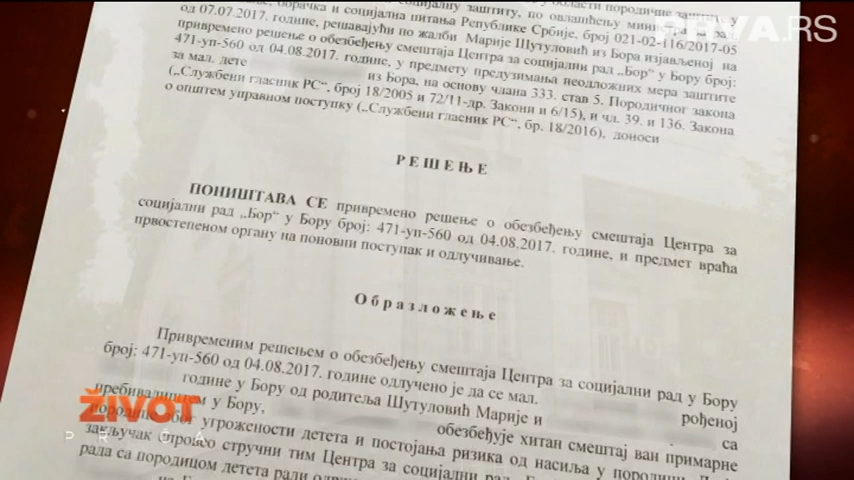 PRVA.RS
борачка и социјална питања Републике Србије, број 021-02-116/2017-05
од 07.07.2017. године, решавајући по жалби Марије Шутуловић из Бора изјављеној на
привремено решење о обезбеђењу смештаја Центра за социјални рад „Бор“ у Бору број:
471-уп-560 од 04.08.2017. године, у предмету предузимања неодложних мера заштите
за мал. дете из Бора, на основу члана 333. став 5. Породичног закона
(„Службени гласник РС“, број 18/2005 и 72/11-др. Закони и 6/15), и чл. 39. и 136. Закона
о општем управном поступку („Службени гласник РС“, бр. 18/2016), доноси
РЕШЕЊЕ
ПОНИШТАВА СЕ привремено решење о обезбеђењу смештаја Центра за
социјални рад „Бор“ у Бору број: 471-уп-560 од 04.08.2017. године, и предмет враћа
првостепеном органу на поновни поступак и одлучивање.
Образложење
Привременим решењем о обезбеђењу смештаја Центра за социјални рад у Бору
број: 471-уп-560 од 04.08.2017. године одлучено је да се мал. рођеној
године у Бору од родитеља Шутуловић Марије и са
пребивалиштем у Бору, обезбеђује хитан смештај ван примарне
због угрожености детета и постојања ризика од насиља у породици.
закључак спровео стручни тим Центра за социјални рад
рада са породицом детета ради
ŽIVOT
PRIČA